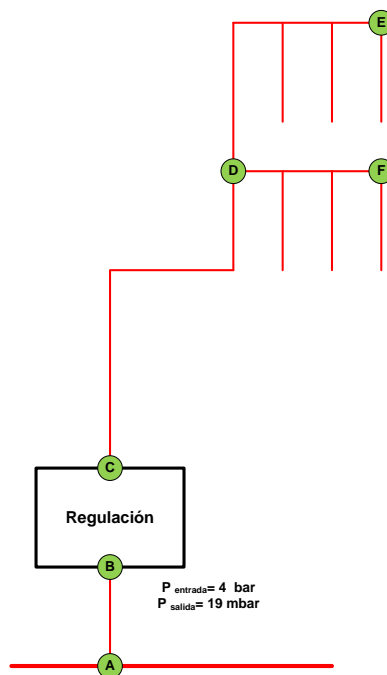 E
D
F
C
Regulación
B
P entrada= 4 bar
P salida= 19 mbar
A